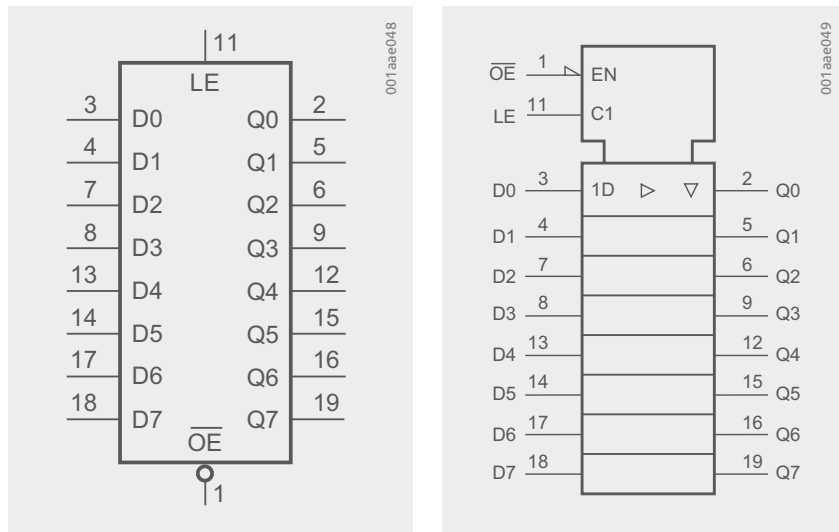 11
001aae048
LE
3 D0 Q0 2
4 D1 Q1 5
7 D2 Q2 6
8 D3 Q3 9
13 D4 Q4 12
14 D5 Q5 15
17 D6 Q6 16
18 D7 Q7 19
OE
1
001aae049
OE 1 EN
LE 11 C1
D0 3 1D 2 Q0
D1 4 5 Q1
D2 7 6 Q2
D3 8 9 Q3
D4 13 12 Q4
D5 14 15 Q5
D6 17 16 Q6
D7 18 19 Q7